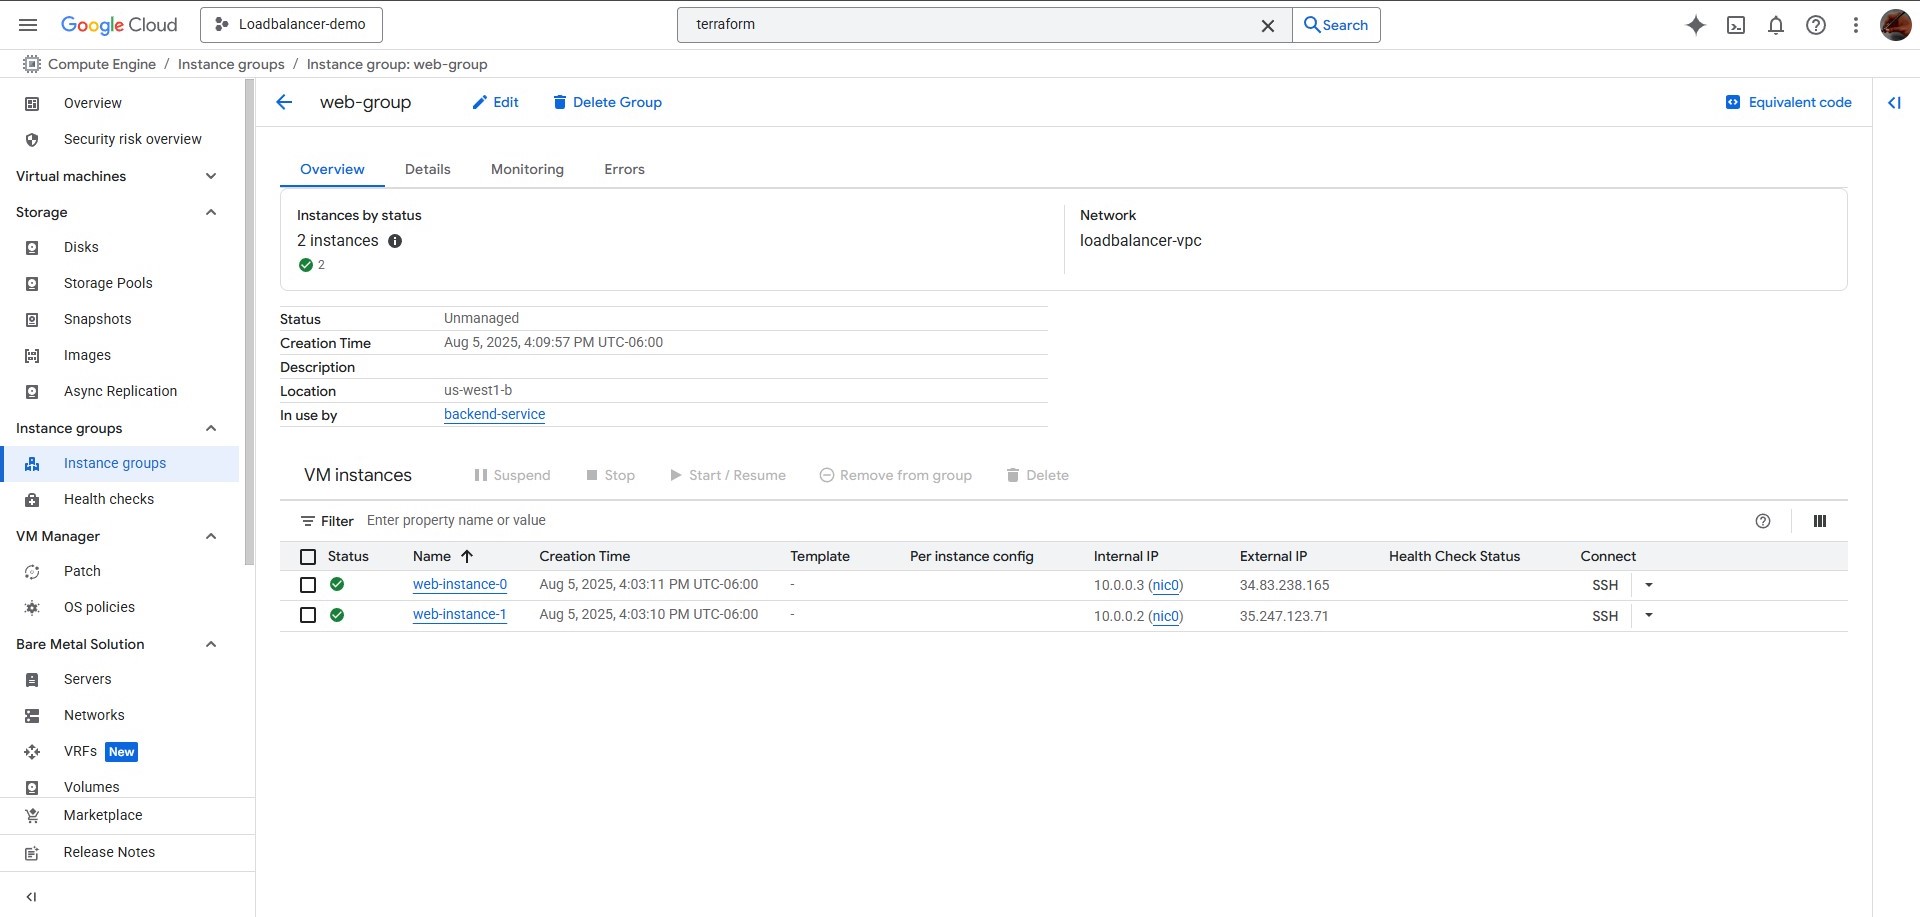 Google Cloud
Loadbalancer-demo
terraform
Search
Compute Engine / Instance groups / Instance group: web-group
Overview
Security risk overview
Virtual machines
Storage
Disks
Storage Pools
Snapshots
Images
Async Replication
Instance groups
Instance groups
Health checks
VM Manager
Patch
OS policies
Bare Metal Solution
Servers
Networks
VRFs New
Volumes
Marketplace
Release Notes
web-group
Edit
Delete Group
Equivalent code
Overview Details Monitoring Errors
Instances by status
2 instances
2
Network
loadbalancer-vpc
Status Unmanaged
Creation Time Aug 5, 2025, 4:09:57 PM UTC-06:00
Description
Location us-west1-b
In use by backend-service
VM instances Suspend Stop Start / Resume Remove from group Delete
Filter Enter property name or value
Status Name Creation Time Template Per instance config Internal IP External IP Health Check Status Connect
web-instance-0 Aug 5, 2025, 4:03:11 PM UTC-06:00 - 10.0.0.3 (nic0) 34.83.238.165 SSH
web-instance-1 Aug 5, 2025, 4:03:10 PM UTC-06:00 - 10.0.0.2 (nic0) 35.247.123.71 SSH